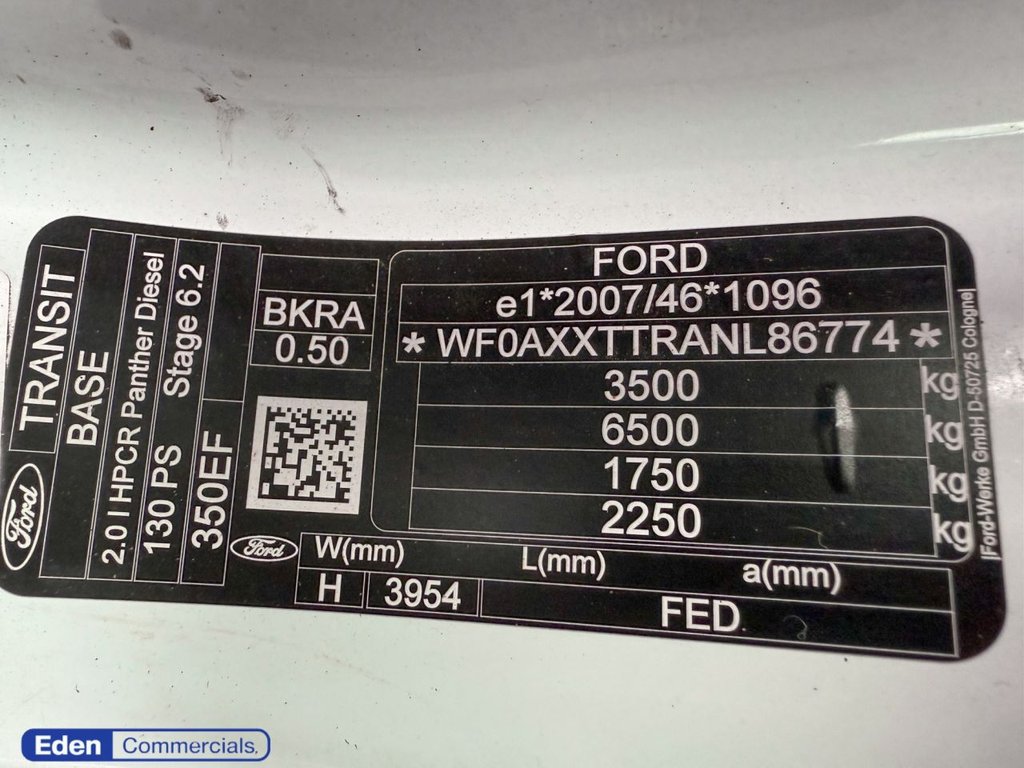 TRANSIT
BASE
2.0 l HPCR Panther Diesel
130 PS
Stage 6.2
350EF
Ford
BKRA
0.50
FORD
e1*2007/46*1096
* WF0AXXTTRANL86774 *
3500 kg
6500 kg
1750 kg
2250 kg
Ford-Werke GmbH D-50725 Cologne
Ford
W(mm) L(mm) a(mm)
H 3954 FED
Eden Commercials.